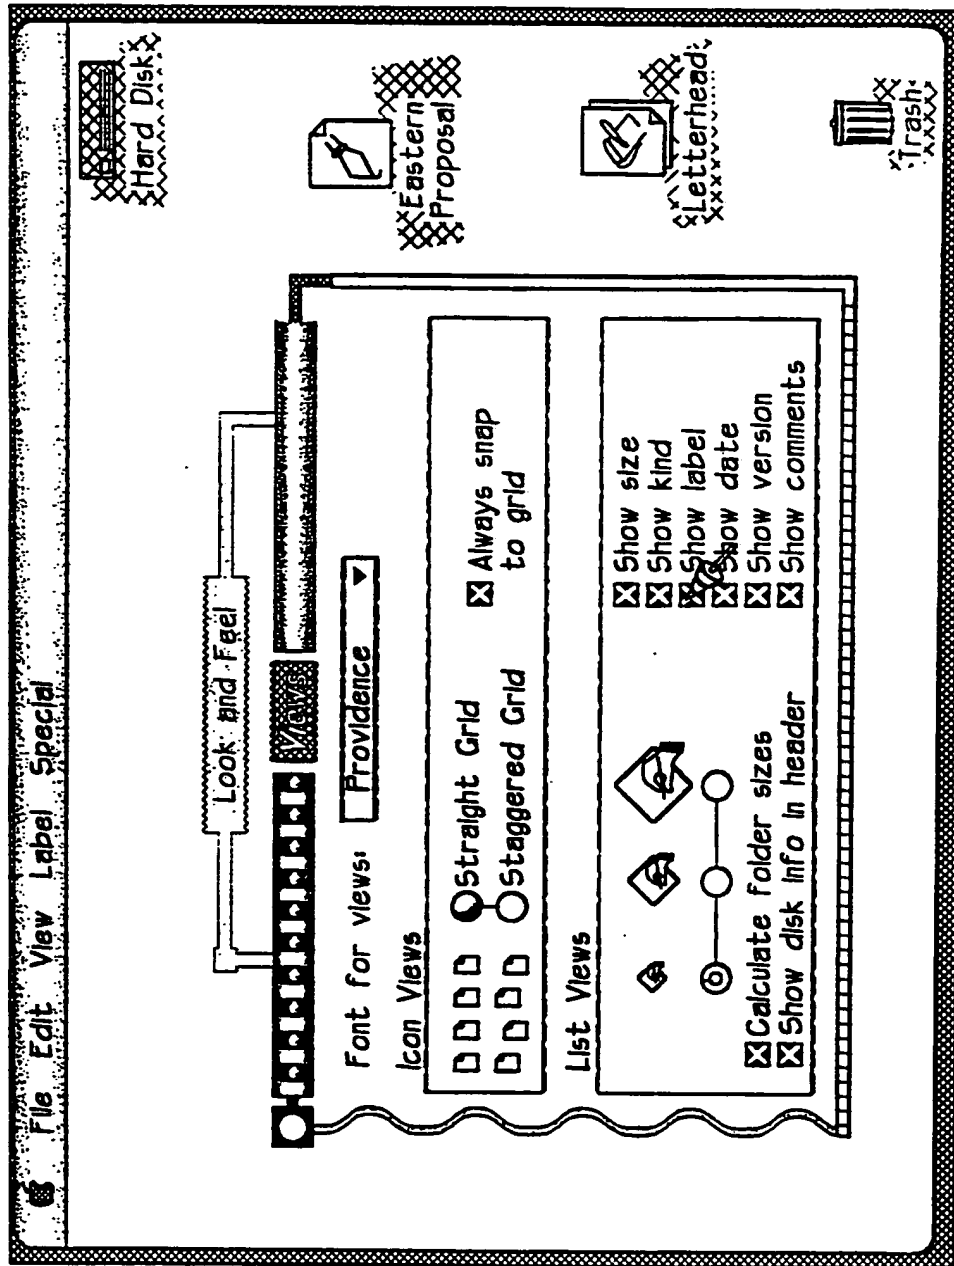 File Edit View Label Special
Hard Disk
Look and Feel
Views
Font for views: Providence
Eastern
Proposal
Icon Views
Straight Grid
Staggered Grid
Always snap
to grid
Letterhead
List Views
Show size
Show kind
Show label
Show date
Show version
Show comments
Calculate folder sizes
Show disk info in header
Trash